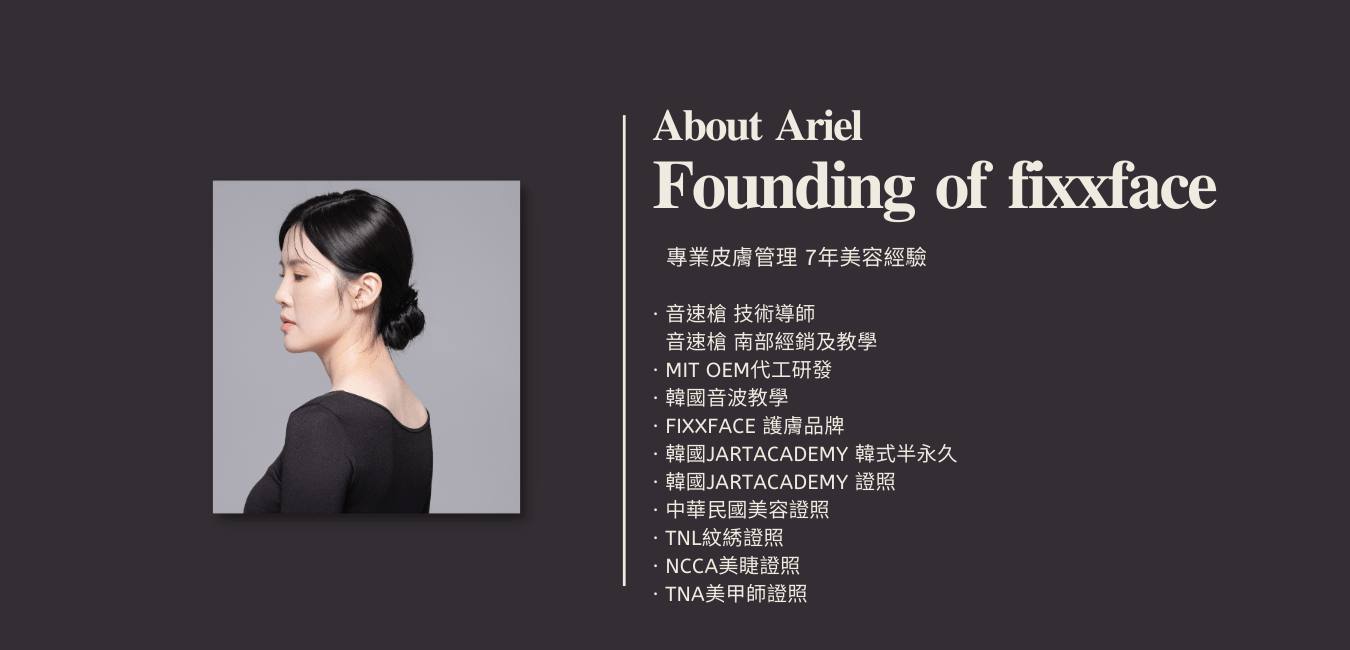 About Ariel
Founding of fixxface
專業皮膚管理 7年美容經驗
· 音速槍 技術導師
音速槍 南部經銷及教學
· MIT OEM代工研發
· 韓國音波教學
· FIXXFACE 護膚品牌
· 韓國JARTACADEMY 韓式半永久
· 韓國JARTACADEMY 證照
· 中華民國美容證照
· TNL紋綉證照
· NCCA美睫證照
· TNA美甲師證照